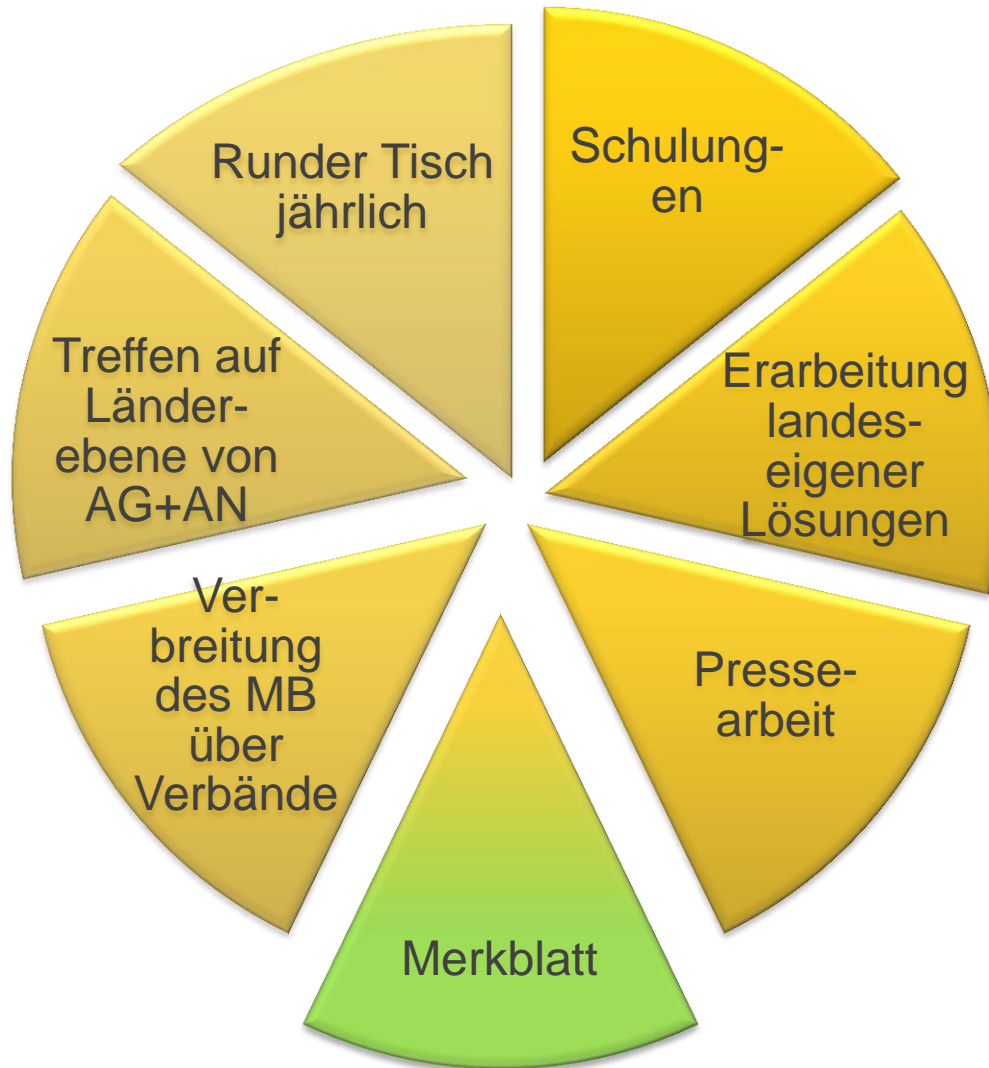 Schulung-
en
Erarbeitung
landes-
eigener
Lösungen
Presse-
arbeit
Merkblatt
Ver-
breitung
des MB
über
Verbände
Treffen auf
Länder-
ebene von
AG+AN
Runder Tisch
jährlich